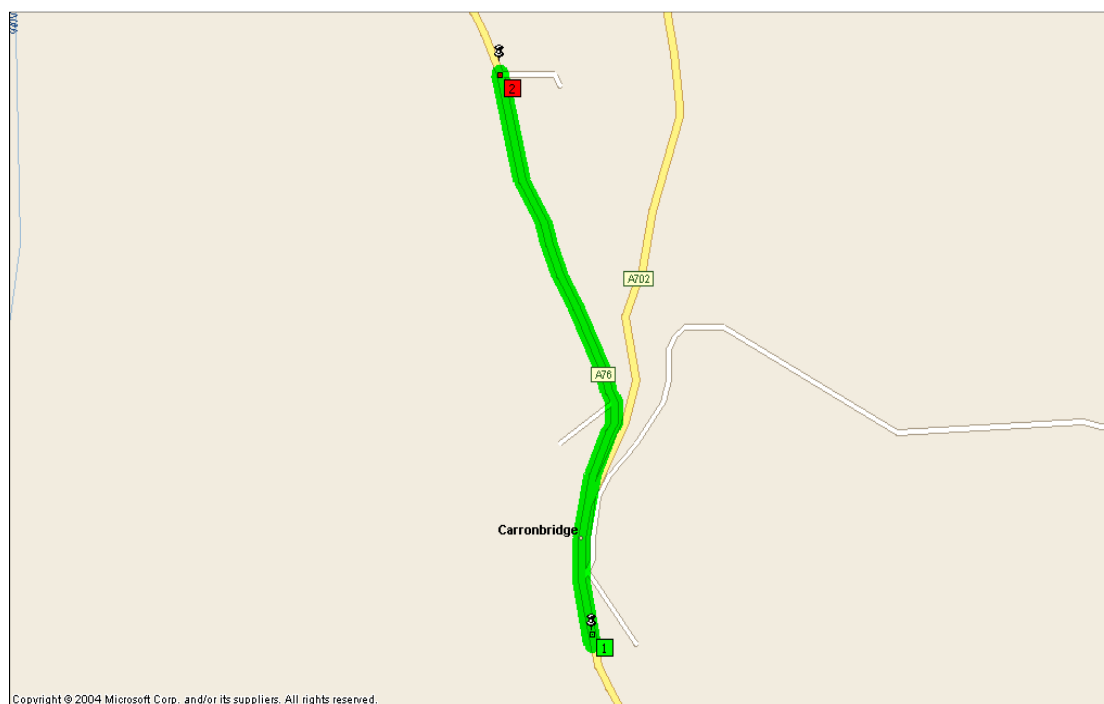 2
A702
A76
Carronbridge
1
Copyright © 2004 Microsoft Corp. and/or its suppliers. All rights reserved.